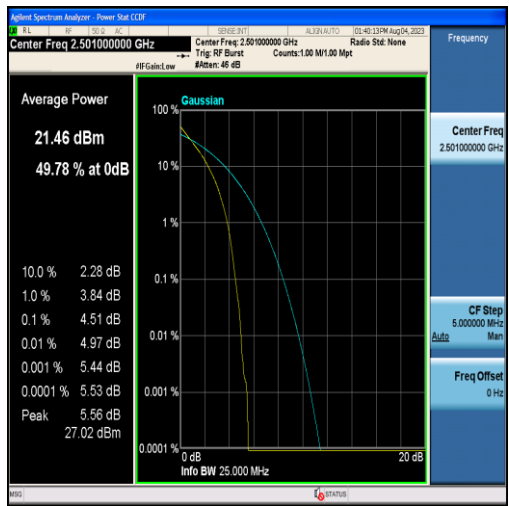 Agilent Spectrum Analyzer - Power Stat CCDF
RL RF 50 Ω AC SENSE:INT ALIGN AUTO 01:40:13 PM Aug 04, 2023
Center Freq 2.501000000 GHz
Center Freq: 2.501000000 GHz Radio Std: None
Trig: RF Burst Counts:1.00 M/1.00 Mpt
#IFGain:Low #Atten: 46 dB
Frequency
Average Power
21.46 dBm
49.78 % at 0dB
10.0 % 2.28 dB
1.0 % 3.84 dB
0.1 % 4.51 dB
0.01 % 4.97 dB
0.001 % 5.44 dB
0.0001 % 5.53 dB
Peak 5.56 dB
27.02 dBm
Gaussian
100 %
10 %
1 %
0.1 %
0.01 %
0.001 %
0.0001 %
0 dB 20 dB
Info BW 25.000 MHz
Center Freq
2.501000000 GHz
CF Step
5.000000 MHz
Auto Man
Freq Offset
0 Hz
MSG STATUS